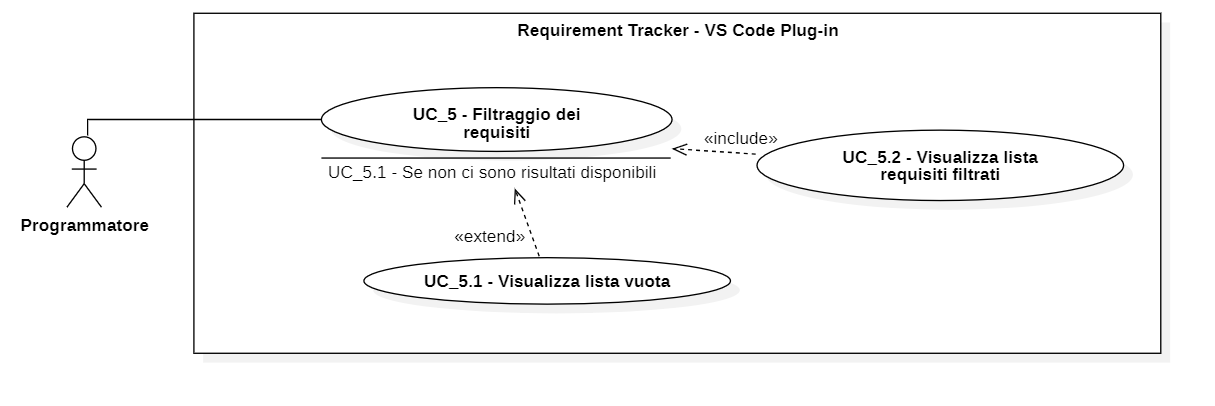 Requirement Tracker - VS Code Plug-in
UC_5 - Filtraggio dei
requisiti
«include»
UC_5.2 - Visualizza lista
requisiti filtrati
UC_5.1 - Se non ci sono risultati disponibili
Programmatore
«extend»
UC_5.1 - Visualizza lista vuota